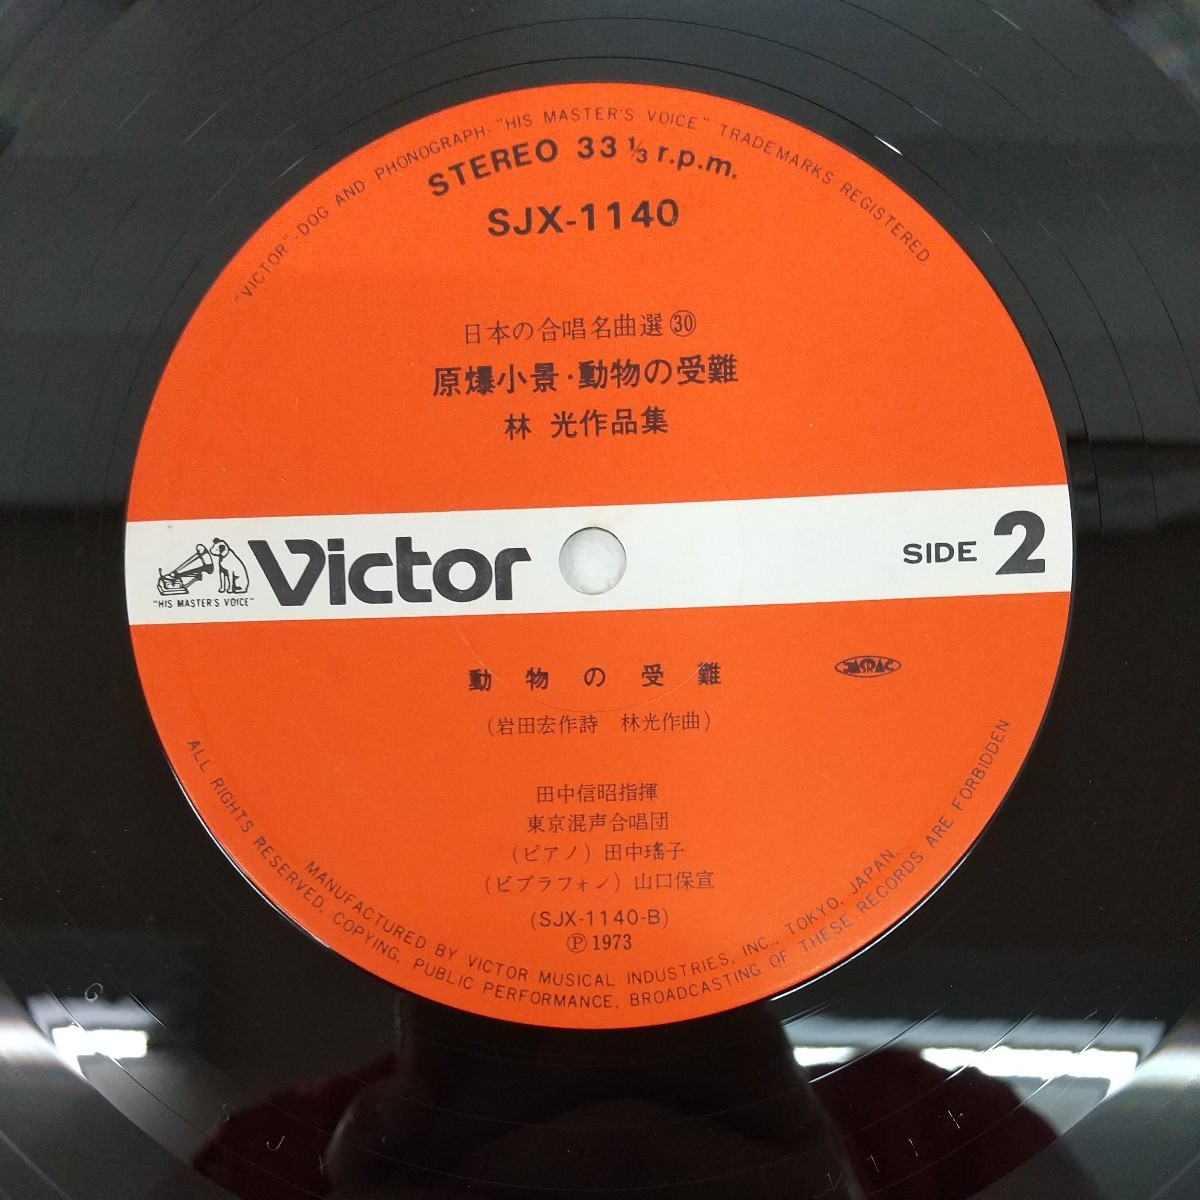 "VICTOR"-DOG AND PHONOGRAPH-"HIS MASTER'S VOICE" TRADEMARKS REGISTERED.
STEREO 33 ⅓ r.p.m.
SJX-1140
日本の合唱名曲選㉚
原爆小景・動物の受難
林 光作品集
"HIS MASTER'S VOICE"
Victor
SIDE 2
動物の受難
JASRAC
(岩田宏作詩 林光作曲)
田中信昭指揮
東京混声合唱団
(ピアノ) 田中瑤子
(ビブラフォン) 山口保宣
(SJX-1140-B)
Ⓟ 1973
MANUFACTURED BY VICTOR MUSICAL INDUSTRIES, INC., TOKYO, JAPAN.
ALL RIGHTS RESERVED. COPYING, PUBLIC PERFORMANCE, BROADCASTING OF THESE RECORDS ARE FORBIDDEN